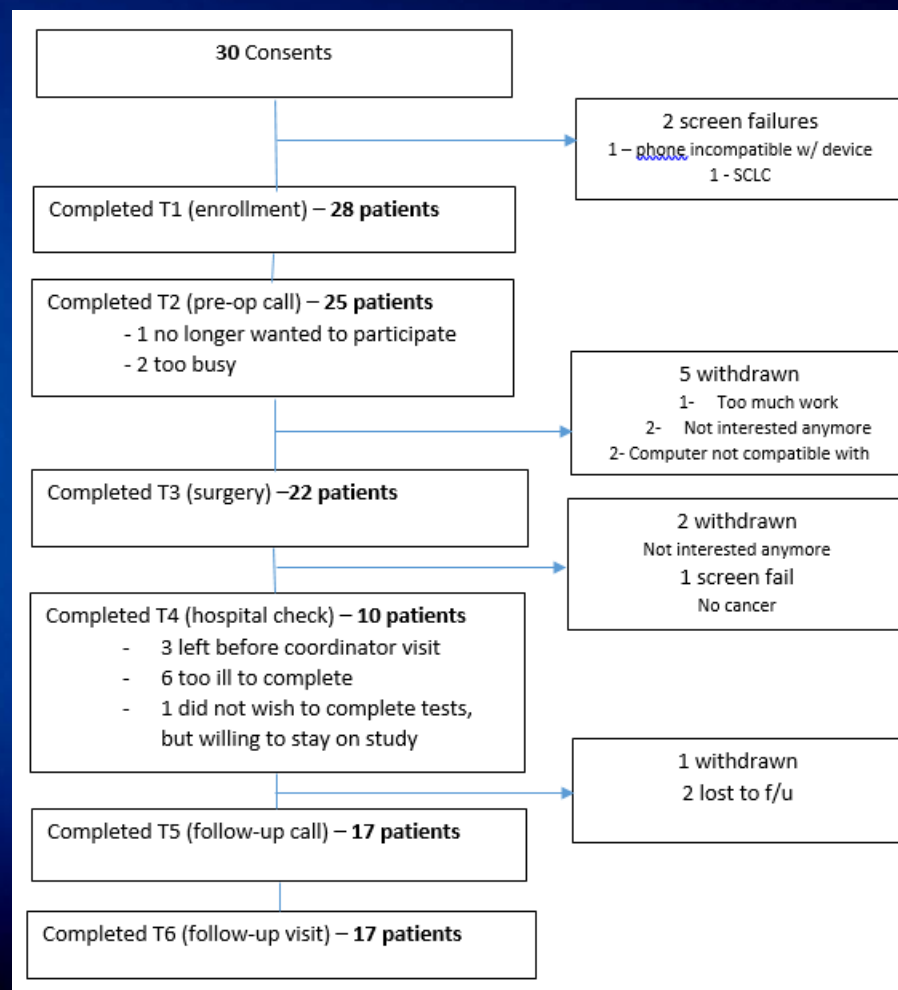 30 Consents
2 screen failures
1 – phone incompatible w/ device
1 - SCLC
Completed T1 (enrollment) – 28 patients
Completed T2 (pre-op call) – 25 patients
- 1 no longer wanted to participate
- 2 too busy
5 withdrawn
1- Too much work
2- Not interested anymore
2- Computer not compatible with
Completed T3 (surgery) –22 patients
2 withdrawn
Not interested anymore
1 screen fail
No cancer
Completed T4 (hospital check) – 10 patients
- 3 left before coordinator visit
- 6 too ill to complete
- 1 did not wish to complete tests,
but willing to stay on study
1 withdrawn
2 lost to f/u
Completed T5 (follow-up call) – 17 patients
Completed T6 (follow-up visit) – 17 patients